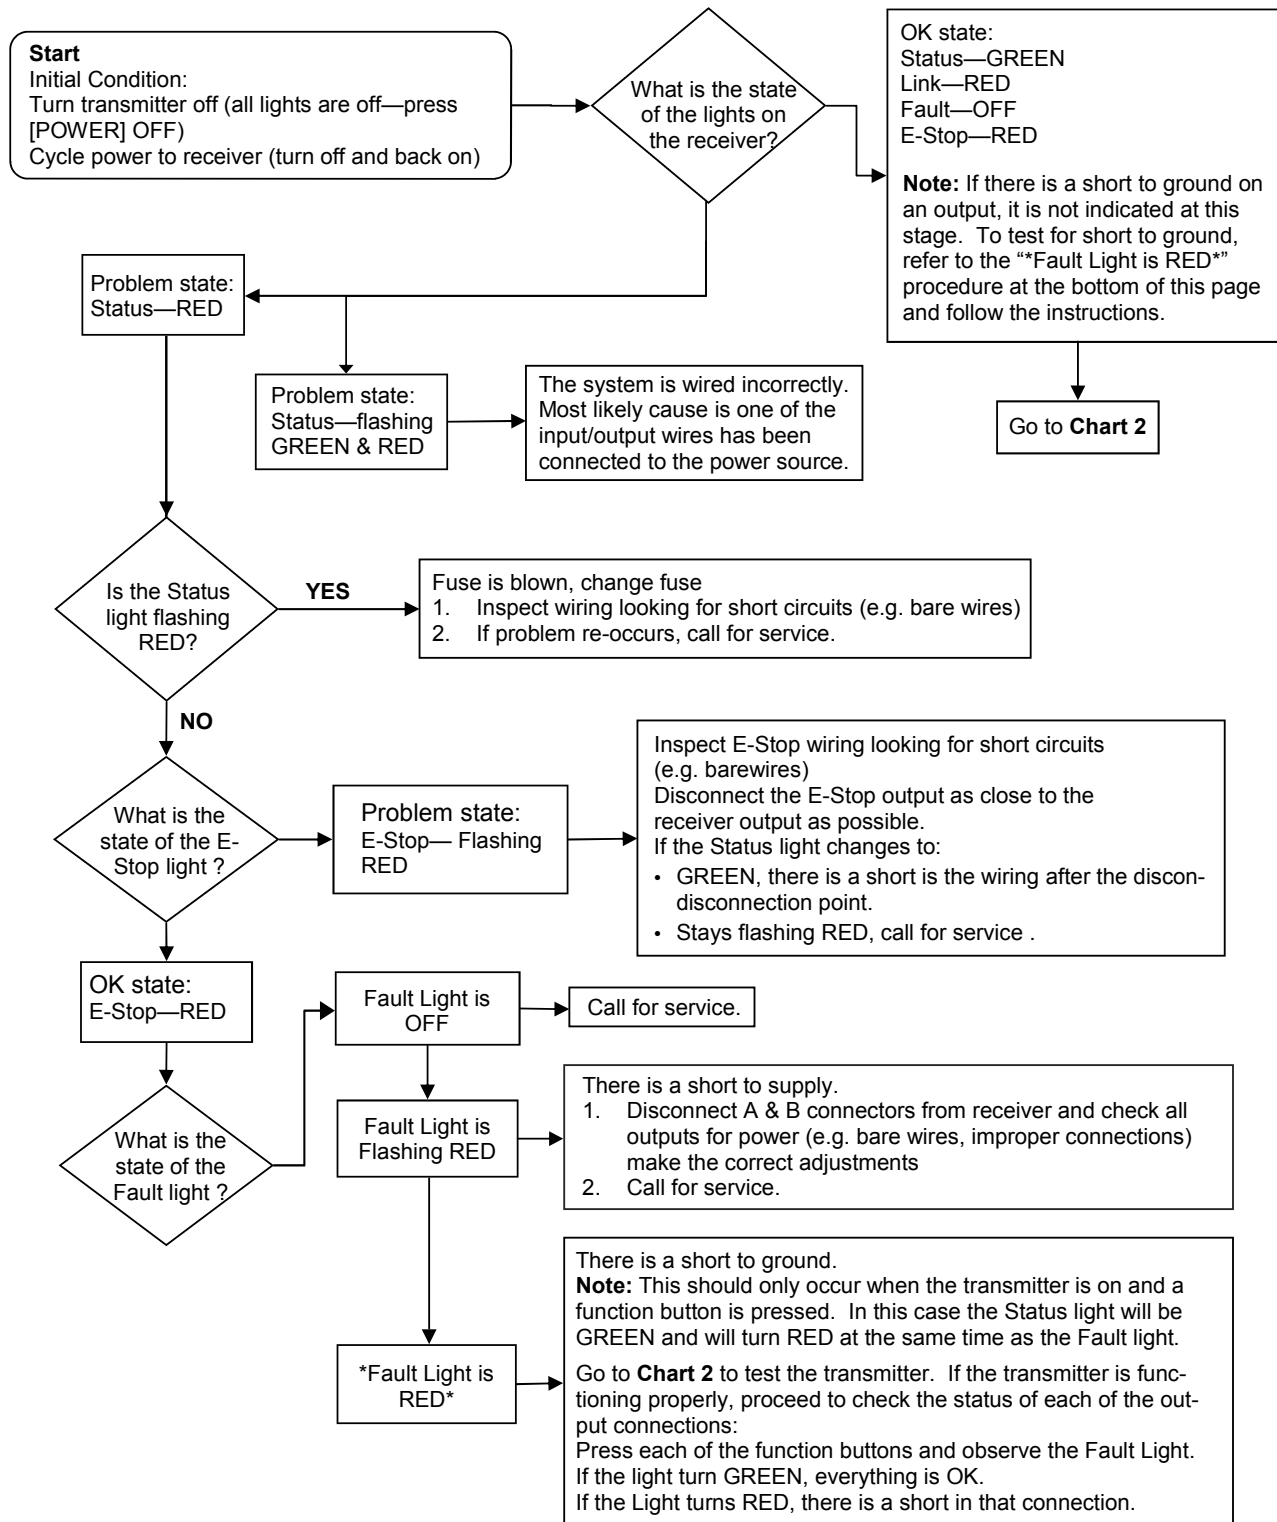 Start
Initial Condition:
Turn transmitter off (all lights are off—press
[POWER] OFF)
Cycle power to receiver (turn off and back on)
What is the state
of the lights on
the receiver?
OK state:
Status—GREEN
Link—RED
Fault—OFF
E-Stop—RED
Note: If there is a short to ground on
an output, it is not indicated at this
stage. To test for short to ground,
refer to the “*Fault Light is RED*”
procedure at the bottom of this page
and follow the instructions.
Go to Chart 2
Problem state:
Status—RED
Problem state:
Status—flashing
GREEN & RED
The system is wired incorrectly.
Most likely cause is one of the
input/output wires has been
connected to the power source.
Is the Status
light flashing
RED?
YES
Fuse is blown, change fuse
1. Inspect wiring looking for short circuits (e.g. bare wires)
2. If problem re-occurs, call for service.
NO
What is the
state of the E-
Stop light ?
Problem state:
E-Stop— Flashing
RED
Inspect E-Stop wiring looking for short circuits
(e.g. barewires)
Disconnect the E-Stop output as close to the
receiver output as possible.
If the Status light changes to:
• GREEN, there is a short is the wiring after the discon-
disconnection point.
• Stays flashing RED, call for service .
OK state:
E-Stop—RED
What is the
state of the
Fault light ?
Fault Light is
OFF
Call for service.
Fault Light is
Flashing RED
There is a short to supply.
1. Disconnect A & B connectors from receiver and check all
outputs for power (e.g. bare wires, improper connections)
make the correct adjustments
2. Call for service.
*Fault Light is
RED*
There is a short to ground.
Note: This should only occur when the transmitter is on and a
function button is pressed. In this case the Status light will be
GREEN and will turn RED at the same time as the Fault light.
Go to Chart 2 to test the transmitter. If the transmitter is func-
tioning properly, proceed to check the status of each of the out-
put connections:
Press each of the function buttons and observe the Fault Light.
If the light turn GREEN, everything is OK.
If the Light turns RED, there is a short in that connection.